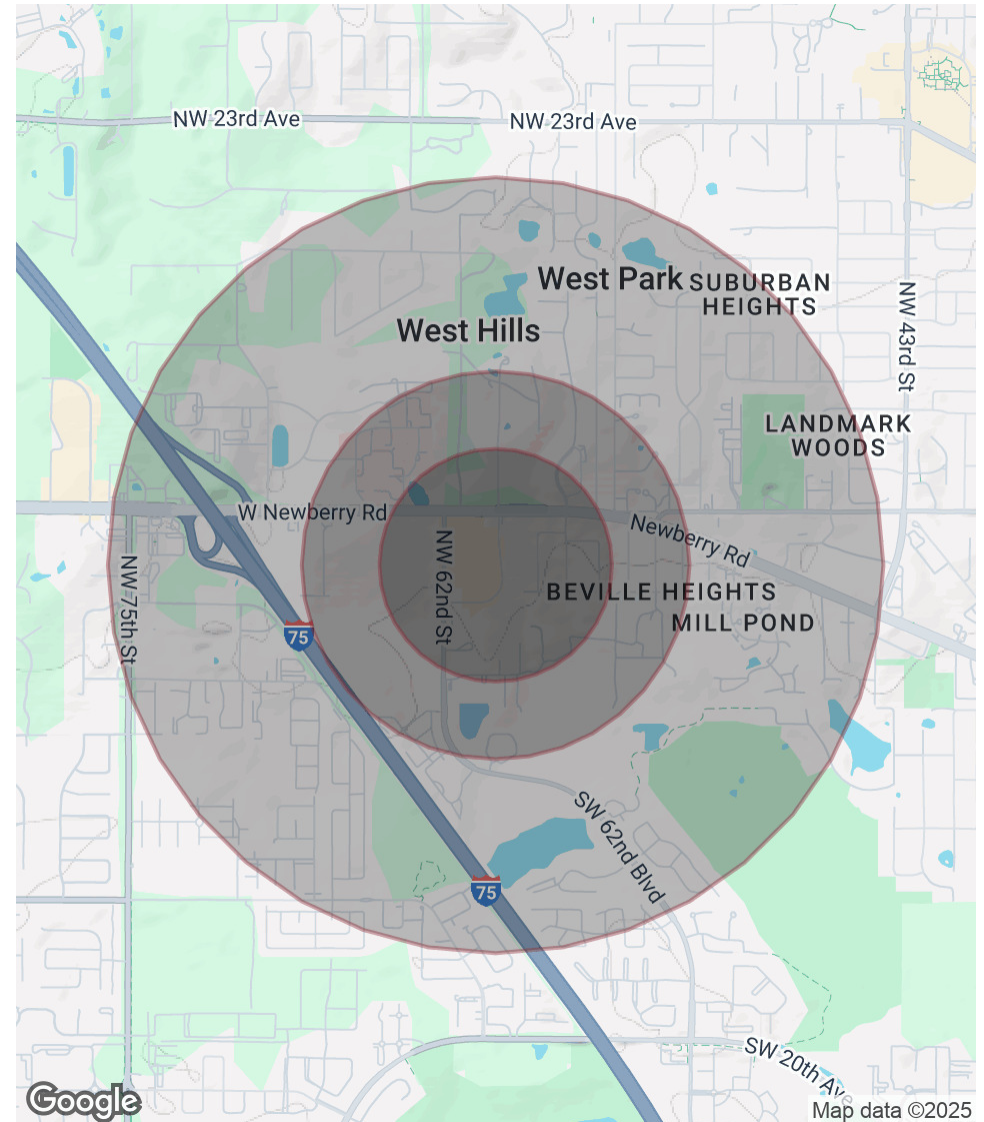 NW 23rd Ave
NW 23rd Ave
West Park
SUBURBAN
HEIGHTS
West Hills
NW 43rd St
LANDMARK
WOODS
W Newberry Rd
Newberry Rd
NW 62nd St
NW 75th St
BEVILLE HEIGHTS
MILL POND
75
SW 62nd Blvd
75
SW 20th Ave
Google
Map data ©2025